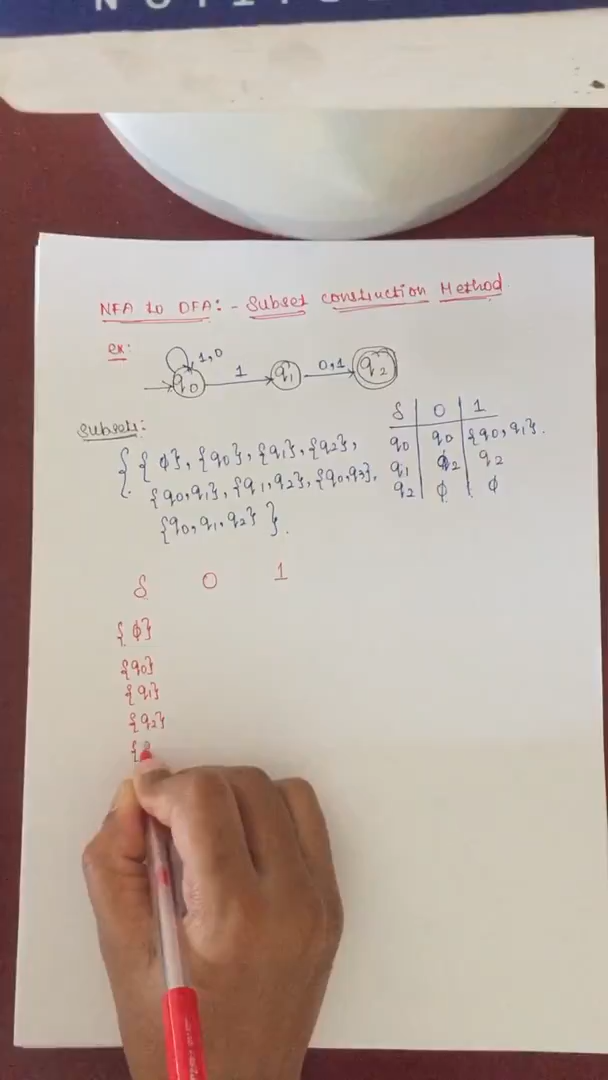 NFA to DFA:- Subset construction Method
ex:
1,0
q0 1 q1 0,1 q2
Subsets:
{ {ϕ}, {q0}, {q1}, {q2},
{q0,q1}, {q1,q2}, {q0,q2},
{q0,q1,q2} }.
δ 0 1
q0 q0 {q0,q1}.
q1 q2 q2
q2 ϕ ϕ
δ 0 1
{ϕ}
{q0}
{q1}
{q2}
{